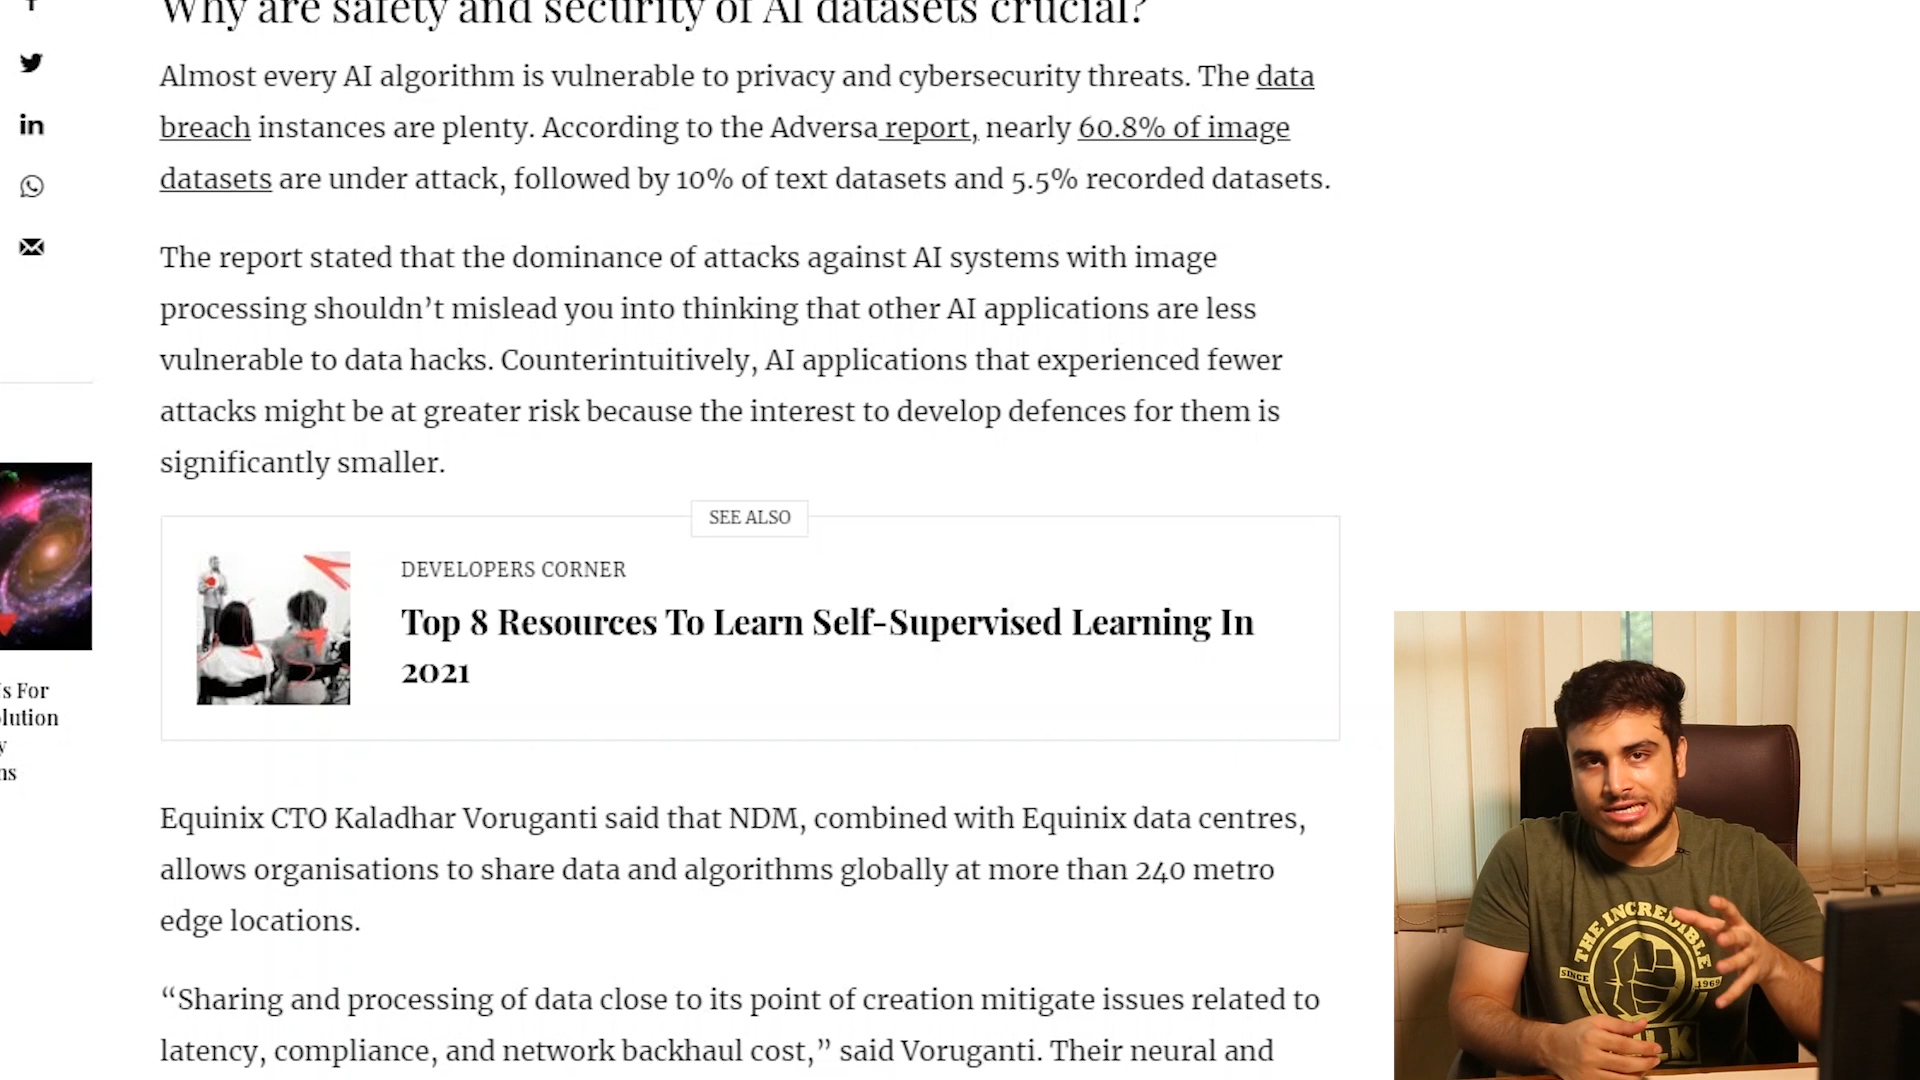 Why are safety and security of AI datasets crucial?
Almost every AI algorithm is vulnerable to privacy and cybersecurity threats. The data
breach instances are plenty. According to the Adversa report, nearly 60.8% of image
datasets are under attack, followed by 10% of text datasets and 5.5% recorded datasets.
in
The report stated that the dominance of attacks against AI systems with image
processing shouldn’t mislead you into thinking that other AI applications are less
vulnerable to data hacks. Counterintuitively, AI applications that experienced fewer
attacks might be at greater risk because the interest to develop defences for them is
significantly smaller.
SEE ALSO
DEVELOPERS CORNER
Top 8 Resources To Learn Self-Supervised Learning In
2021
s For
lution
y
ns
Equinix CTO Kaladhar Voruganti said that NDM, combined with Equinix data centres,
allows organisations to share data and algorithms globally at more than 240 metro
edge locations.
“Sharing and processing of data close to its point of creation mitigate issues related to
latency, compliance, and network backhaul cost,” said Voruganti. Their neural and
THE INCREDIBLE
SINCE
1969
LK